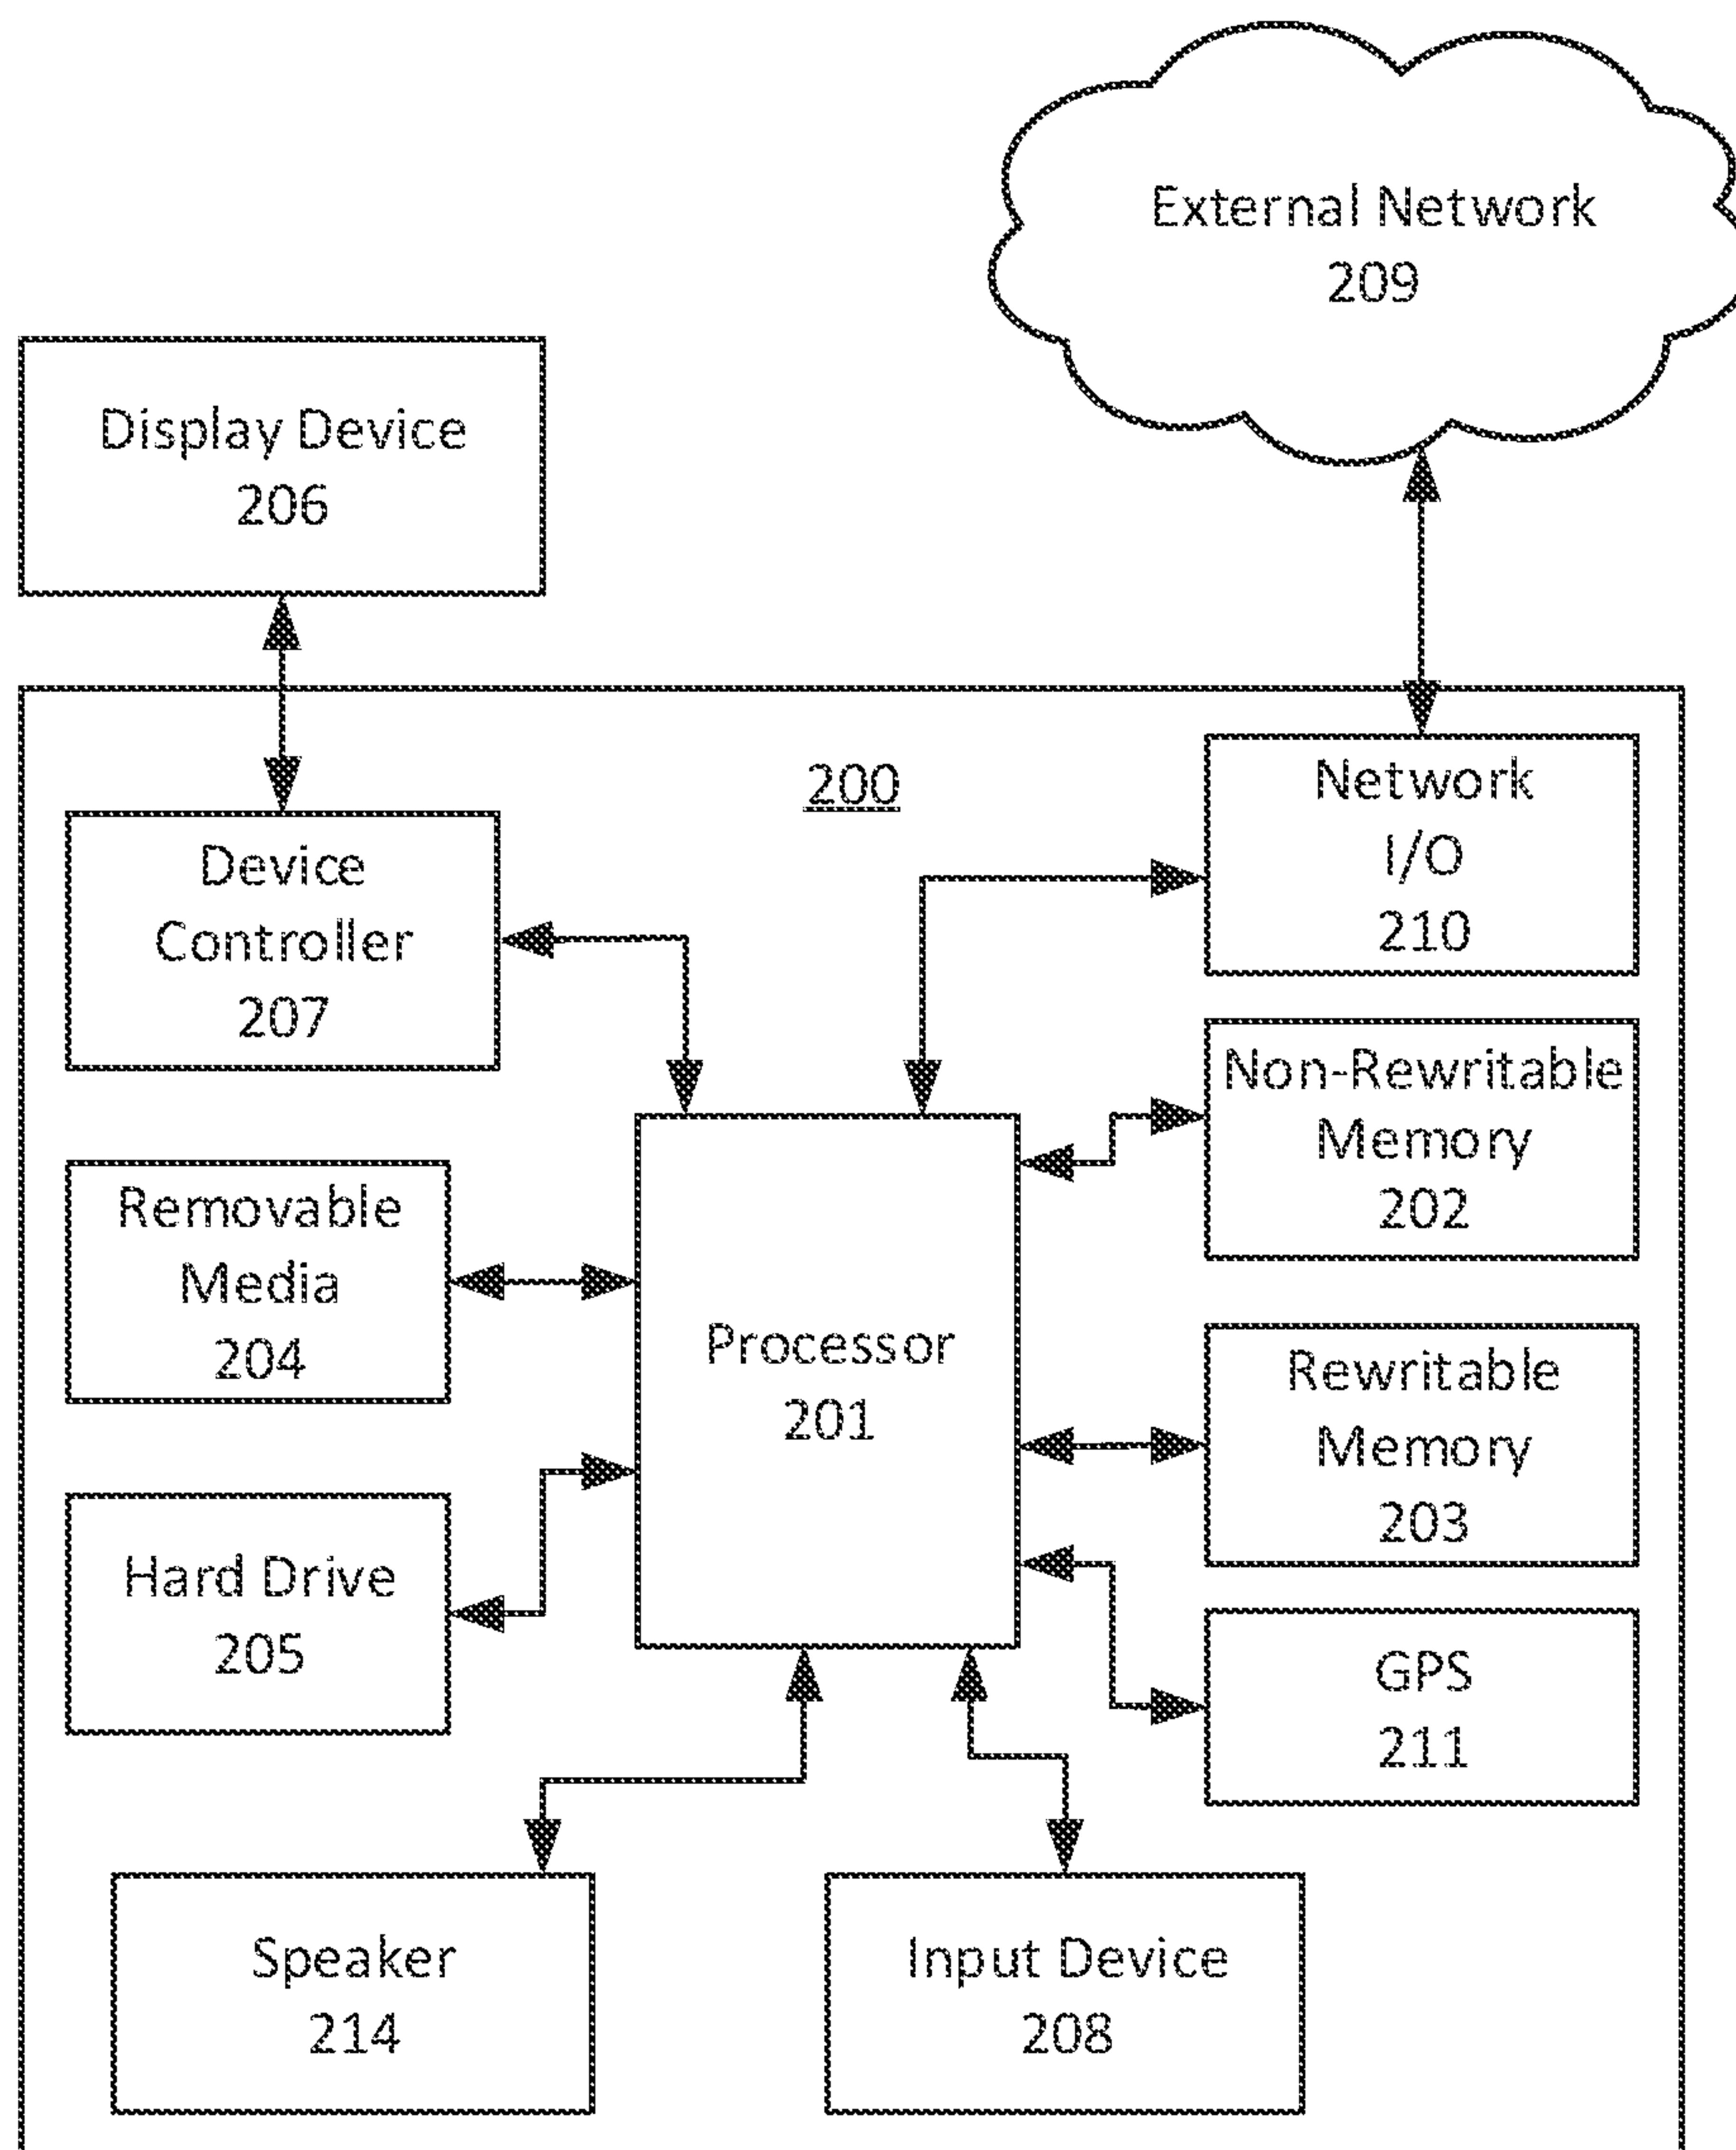 External Network
209
Display Device
206
200
Network
I/O
210
Device
Controller
207
Non-Rewritable
Memory
202
Removable
Media
204
Processor
201
Rewritable
Memory
203
Hard Drive
205
GPS
211
Speaker
214
Input Device
208